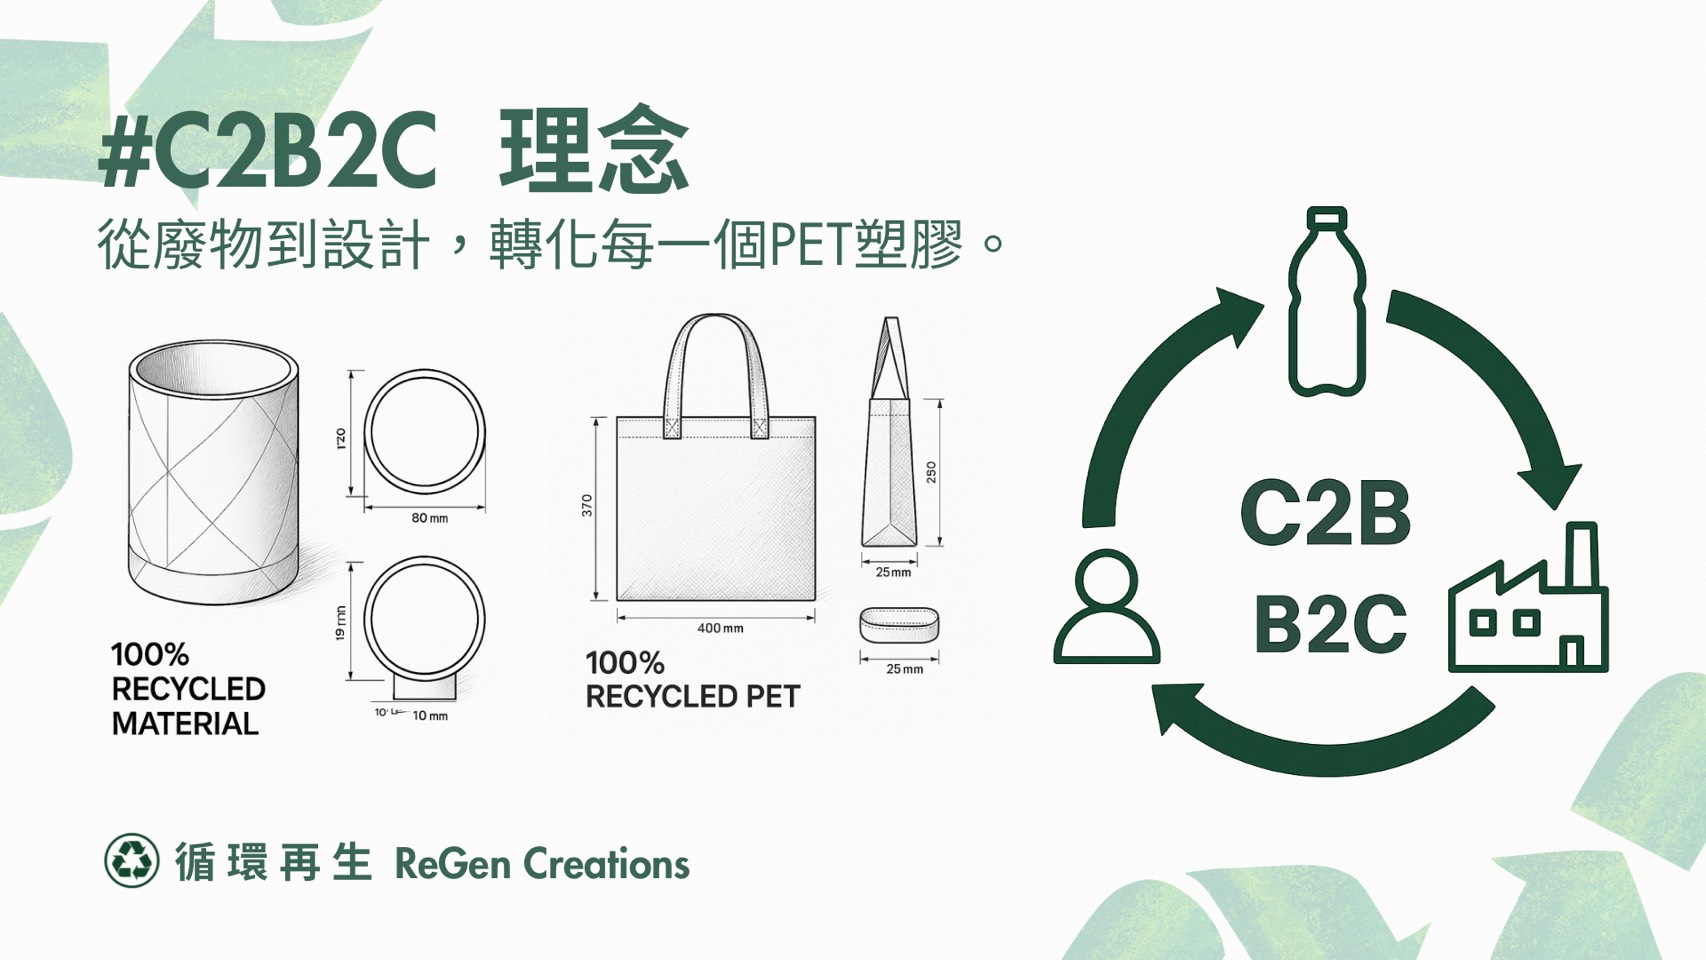 #C2B2C 理念
從廢物到設計，轉化每一個PET塑膠。
120
80 mm
10 mm
100%
RECYCLED
MATERIAL
370
400 mm
250
25 mm
25 mm
100%
RECYCLED PET
C2B
B2C
循環再生 ReGen Creations